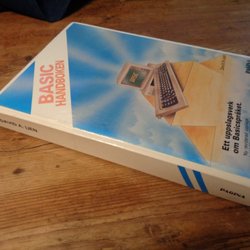 BASIC
HANDBOKEN
Ett uppslagsverk
om Basicspråket
DAVID A. LIEN
PAGINA